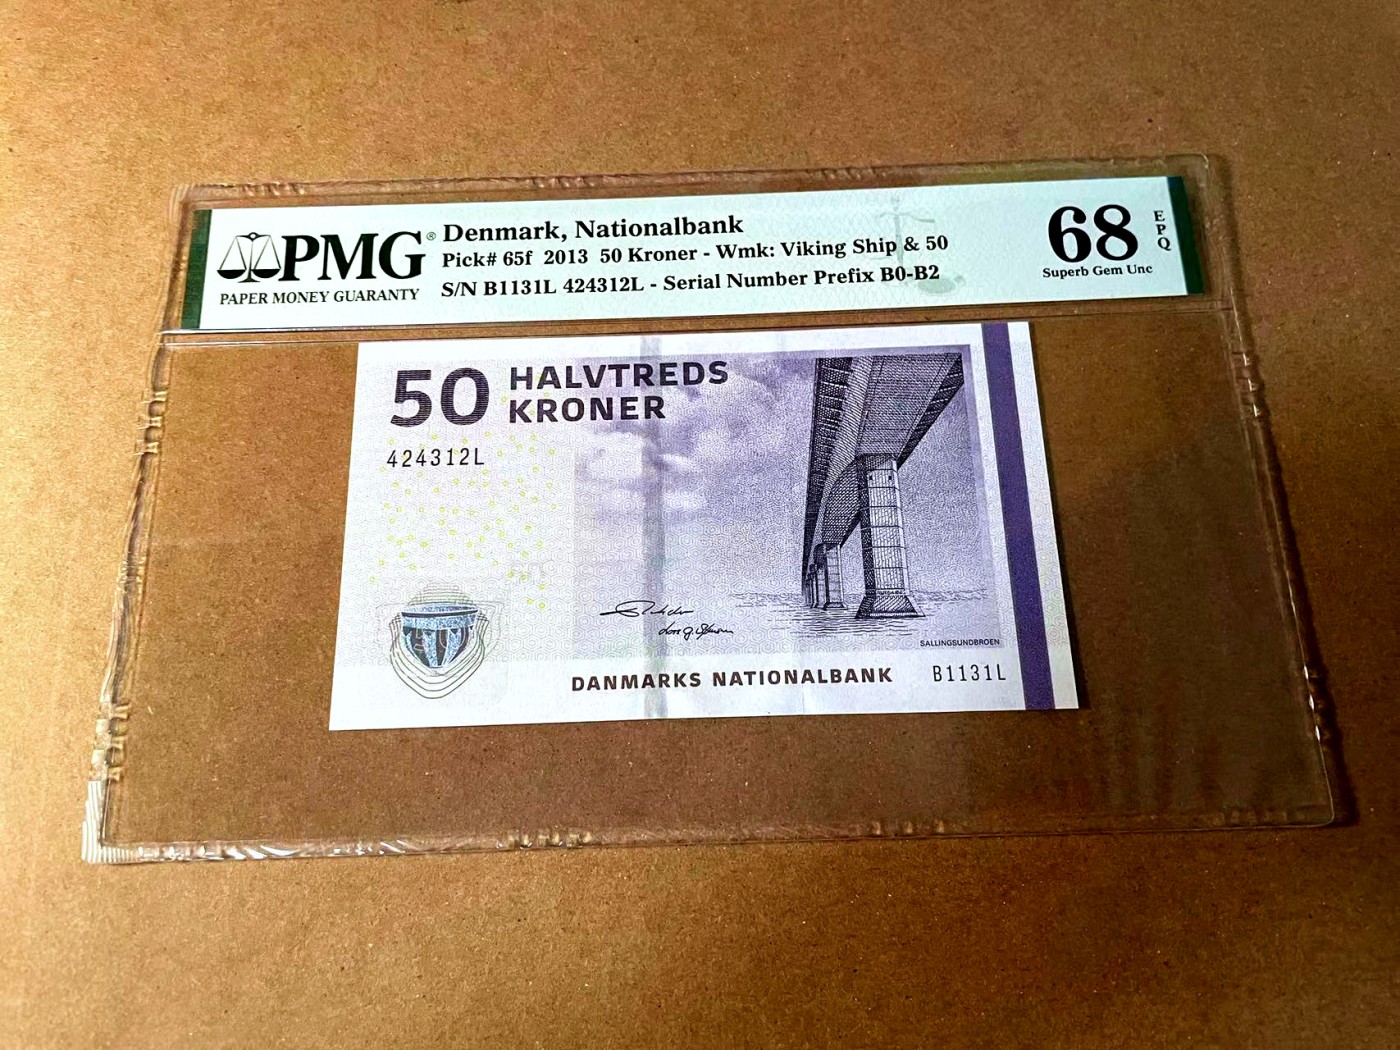 PMG®
PAPER MONEY GUARANTY
Denmark, Nationalbank
Pick# 65f 2013 50 Kroner - Wmk: Viking Ship & 50
S/N B1131L 424312L - Serial Number Prefix B0-B2
68
Superb Gem Unc
EPQ
50 HALVTREDS
KRONER
424312L
SALLINGSUNDBROEN
DANMARKS NATIONALBANK
B1131L